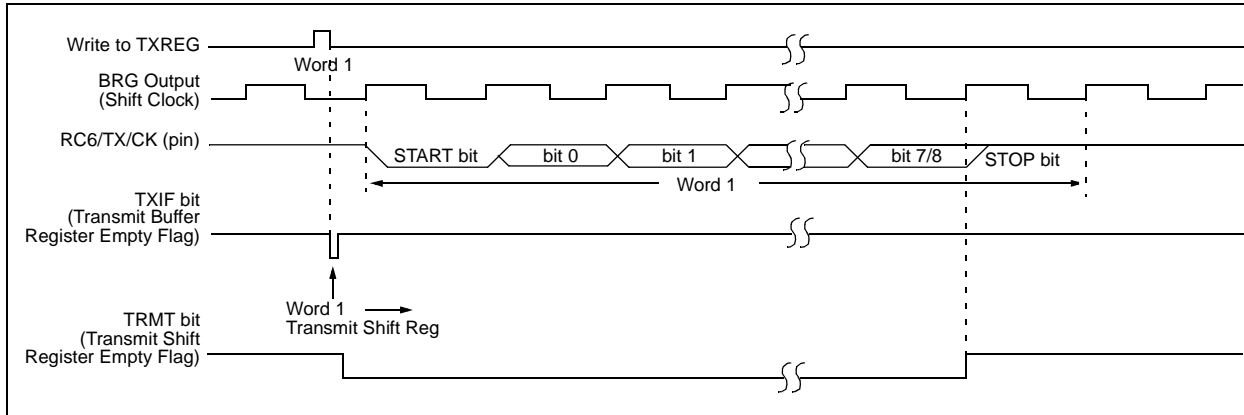 Write to TXREG
Word 1
BRG Output
(Shift Clock)
RC6/TX/CK (pin)
START bit
bit 0
bit 1
bit 7/8
STOP bit
Word 1
TXIF bit
(Transmit Buffer
Register Empty Flag)
Word 1
Transmit Shift Reg
TRMT bit
(Transmit Shift
Register Empty Flag)